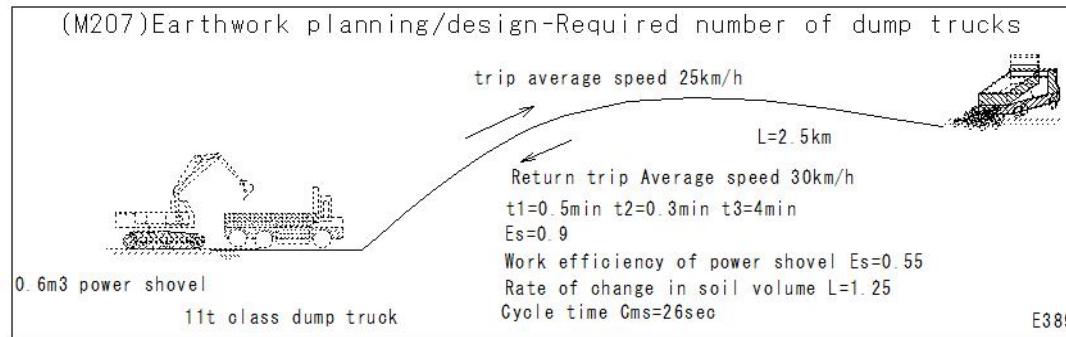 (M207)Earthwork planning/design-Required number of dump trucks
trip average speed 25km/h
L=2.5km
Return trip Average speed 30km/h
t1=0.5min t2=0.3min t3=4min
Es=0.9
Work efficiency of power shovel Es=0.55
0.6m3 power shovel
Rate of change in soil volume L=1.25
11t class dump truck
Cycle time Cms=26sec
E389